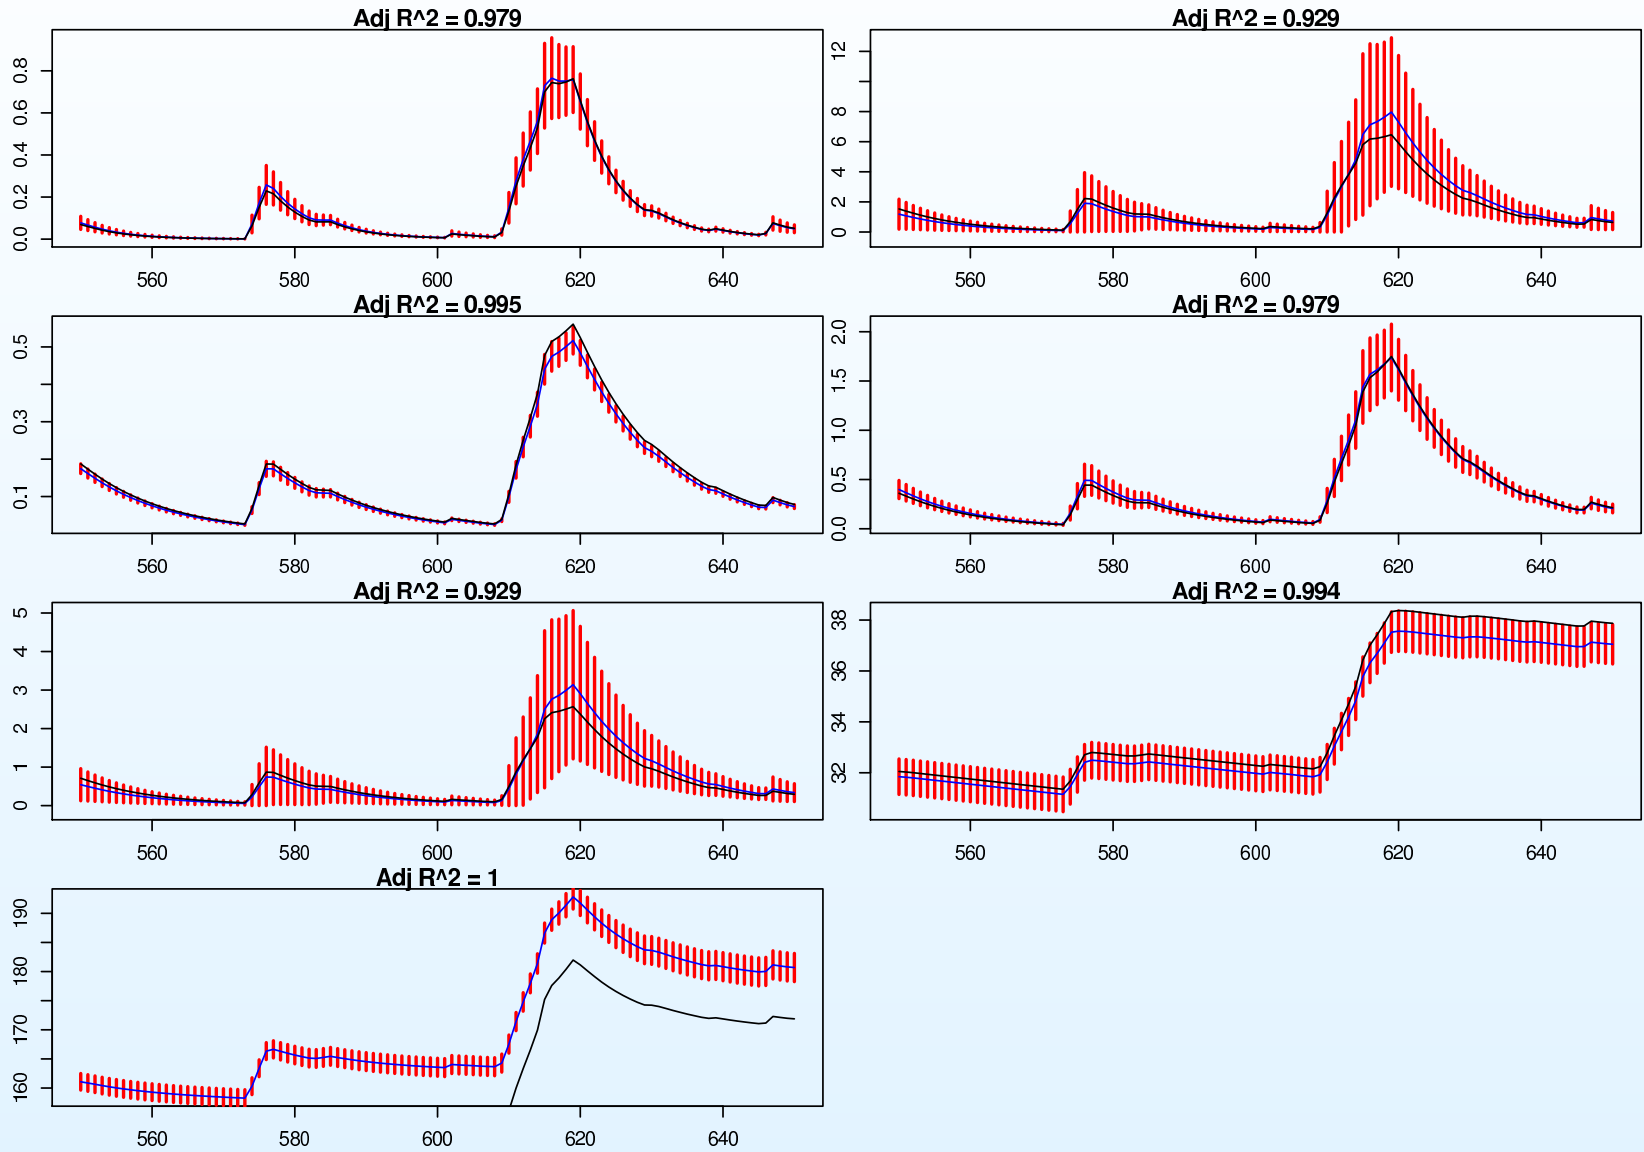 Adj R^2 = 0.979
0.0 0.2 0.4 0.6 0.8
560 580 600 620 640
Adj R^2 = 0.929
0 2 4 6 8 12
560 580 600 620 640
Adj R^2 = 0.995
0.1 0.3 0.5
560 580 600 620 640
Adj R^2 = 0.979
0.0 0.5 1.0 1.5 2.0
560 580 600 620 640
Adj R^2 = 0.929
0 1 2 3 4 5
560 580 600 620 640
Adj R^2 = 0.994
32 34 36 38
560 580 600 620 640
Adj R^2 = 1
160 170 180 190
560 580 600 620 640